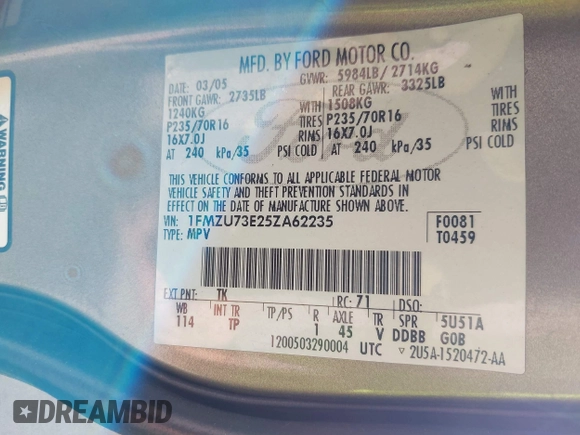 MFD. BY FORD MOTOR CO.
DATE: 03/05
GVWR: 5984LB/ 2714KG
FRONT GAWR: 2735LB
REAR GAWR: 3325LB
1240KG
WITH
1508KG
WITH
P235/70R16
TIRES
P235/70R16
TIRES
16X7.0J
RIMS
16X7.0J
RIMS
AT 240 kPa/35 PSI COLD
AT 240 kPa/35 PSI COLD
Ford
THIS VEHICLE CONFORMS TO ALL APPLICABLE FEDERAL MOTOR
VEHICLE SAFETY AND THEFT PREVENTION STANDARDS IN
EFFECT ON THE DATE OF MANUFACTURE SHOWN ABOVE.
VIN: 1FMZU73E25ZA62235
F0081
TYPE: MPV
T0459
EXT PNT: TK
RC: 71
DSO:
WB
INT TR
TP/PS
R
AXLE
TR
SPR
5U51A
114
TP
1
45
V
DDBB
GOB
1200503290004
UTC
2U5A-1520472-AA
WARNING
DREAMBID